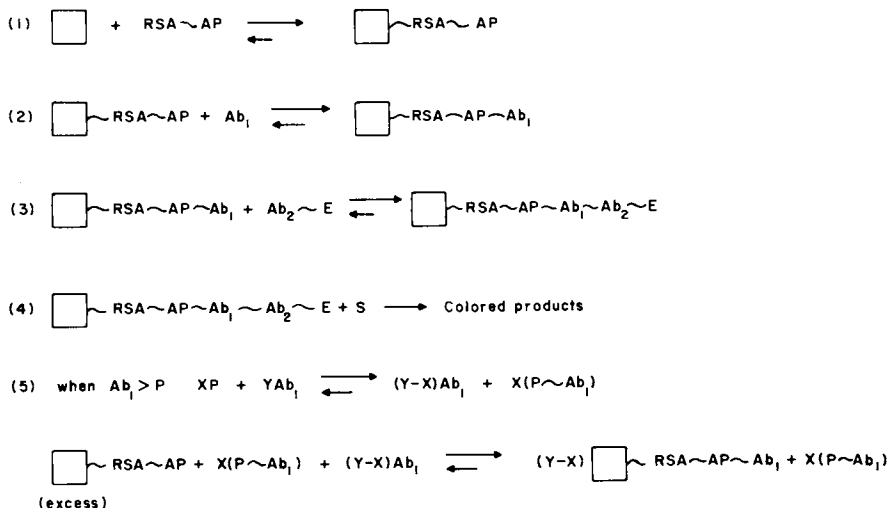 (1) □ + RSA~AP ⇄ □~RSA~AP
(2) □~RSA~AP + Ab₁ ⇄ □~RSA~AP~Ab₁
(3) □~RSA~AP~Ab₁ + Ab₂~E ⇄ □~RSA~AP~Ab₁~Ab₂~E
(4) □~RSA~AP~Ab₁~Ab₂~E + S → Colored products
(5) when Ab₁>P XP + YAb₁ ⇄ (Y-X)Ab₁ + X(P~Ab₁)
□~RSA~AP + X(P~Ab₁) + (Y-X)Ab₁ ⇄ (Y-X) □~RSA~AP~Ab₁ + X(P~Ab₁)
(excess)